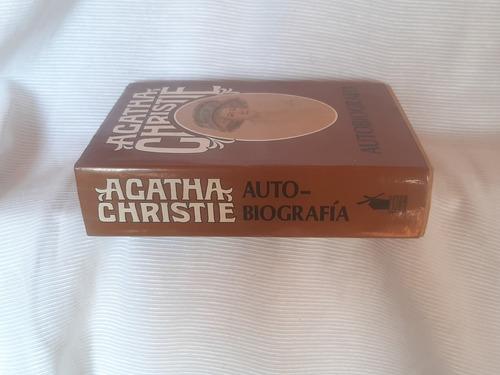 AGATHA
CHRISTIE
AUTOBIOGRAFÍA
AGATHA
CHRISTIE
AUTO-
BIOGRAFÍA